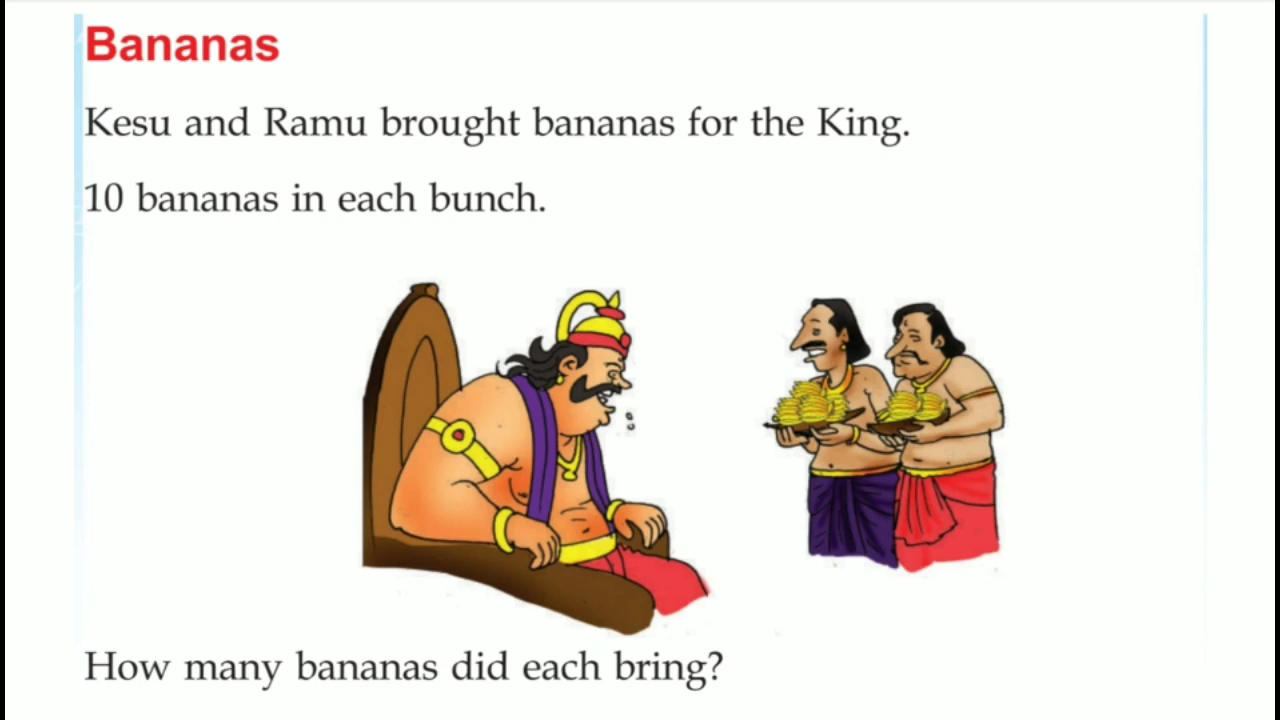 Bananas
Kesu and Ramu brought bananas for the King.
10 bananas in each bunch.
How many bananas did each bring?